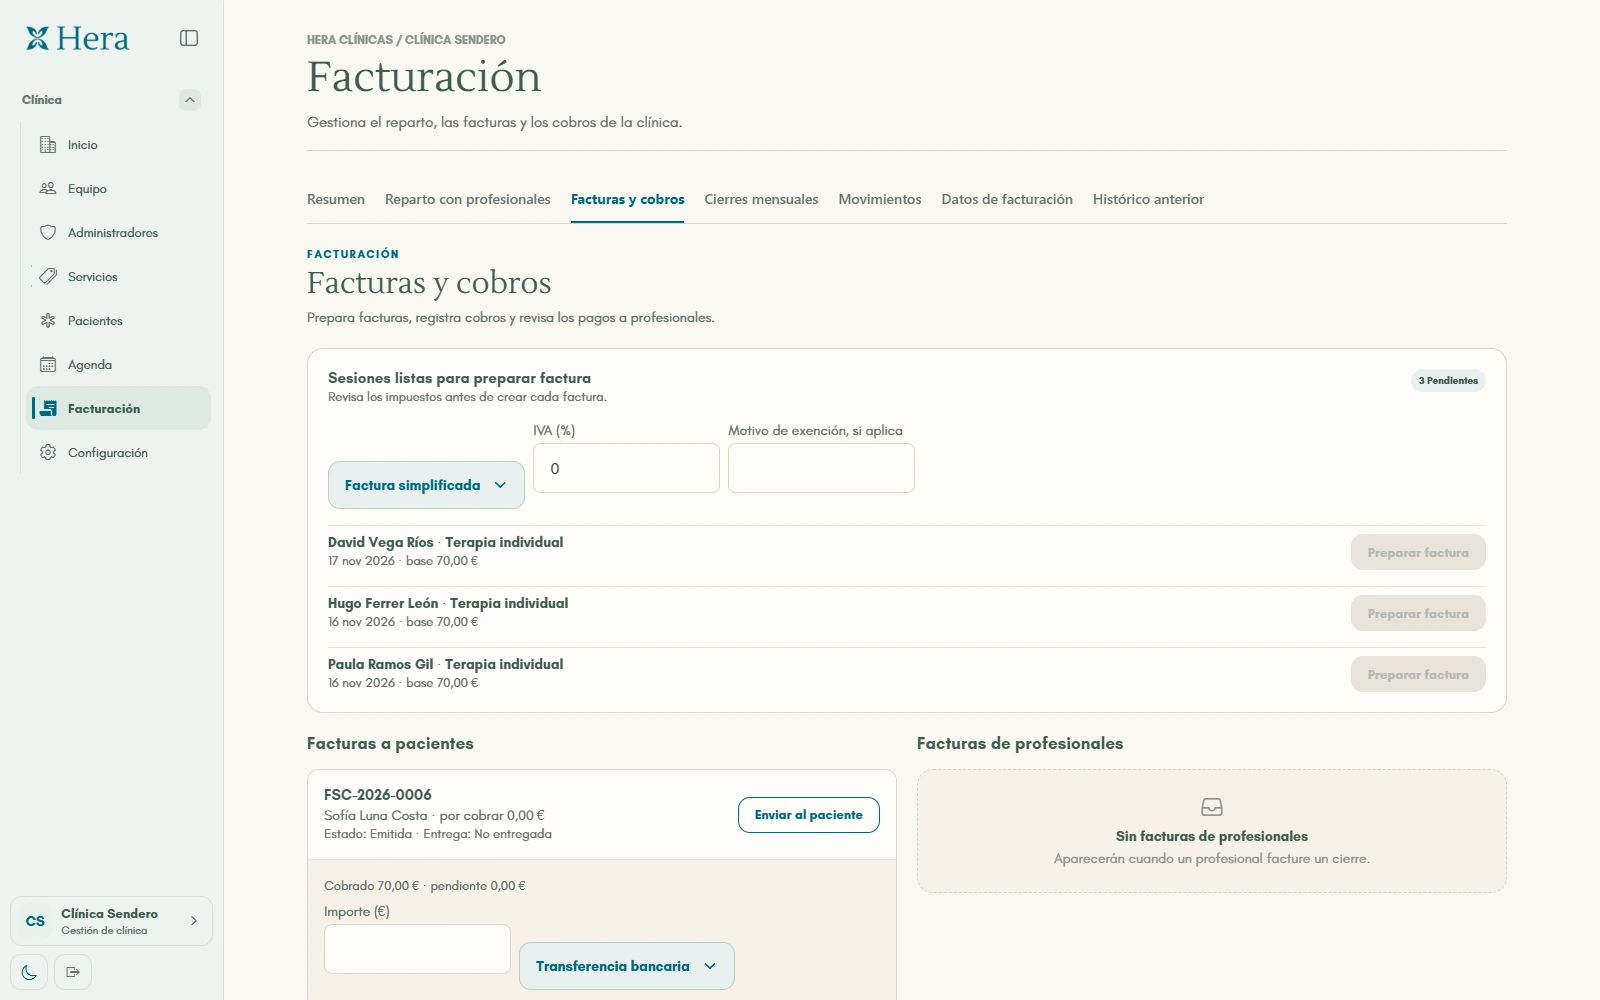 Hera
Clínica
Inicio
Equipo
Administradores
Servicios
Pacientes
Agenda
Facturación
Configuración
CS
Clínica Sendero
Gestión de clínica
HERA CLÍNICAS / CLÍNICA SENDERO
Facturación
Gestiona el reparto, las facturas y los cobros de la clínica.
Resumen Reparto con profesionales Facturas y cobros Cierres mensuales Movimientos Datos de facturación Histórico anterior
FACTURACIÓN
Facturas y cobros
Prepara facturas, registra cobros y revisa los pagos a profesionales.
Sesiones listas para preparar factura
3 Pendientes
Revisa los impuestos antes de crear cada factura.
IVA (%) Motivo de exención, si aplica
Factura simplificada 0
David Vega Ríos · Terapia individual
17 nov 2026 · base 70,00 €
Preparar factura
Hugo Ferrer León · Terapia individual
16 nov 2026 · base 70,00 €
Preparar factura
Paula Ramos Gil · Terapia individual
16 nov 2026 · base 70,00 €
Preparar factura
Facturas a pacientes
FSC-2026-0006
Sofía Luna Costa · por cobrar 0,00 €
Estado: Emitida · Entrega: No entregada
Enviar al paciente
Cobrado 70,00 € · pendiente 0,00 €
Importe (€)
Transferencia bancaria
Facturas de profesionales
Sin facturas de profesionales
Aparecerán cuando un profesional facture un cierre.